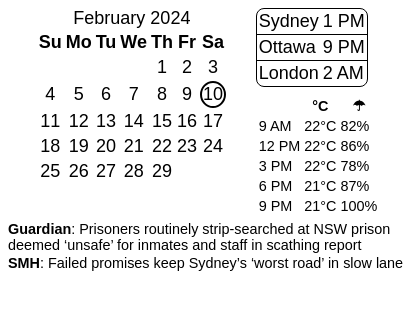 February 2024
Su Mo Tu We Th Fr Sa
1 2 3
4 5 6 7 8 9 10
11 12 13 14 15 16 17
18 19 20 21 22 23 24
25 26 27 28 29
Sydney 1 PM
Ottawa 9 PM
London 2 AM
°C ☂
9 AM 22°C 82%
12 PM 22°C 86%
3 PM 22°C 78%
6 PM 21°C 87%
9 PM 21°C 100%
Guardian: Prisoners routinely strip-searched at NSW prison
deemed ‘unsafe’ for inmates and staff in scathing report
SMH: Failed promises keep Sydney’s ‘worst road’ in slow lane